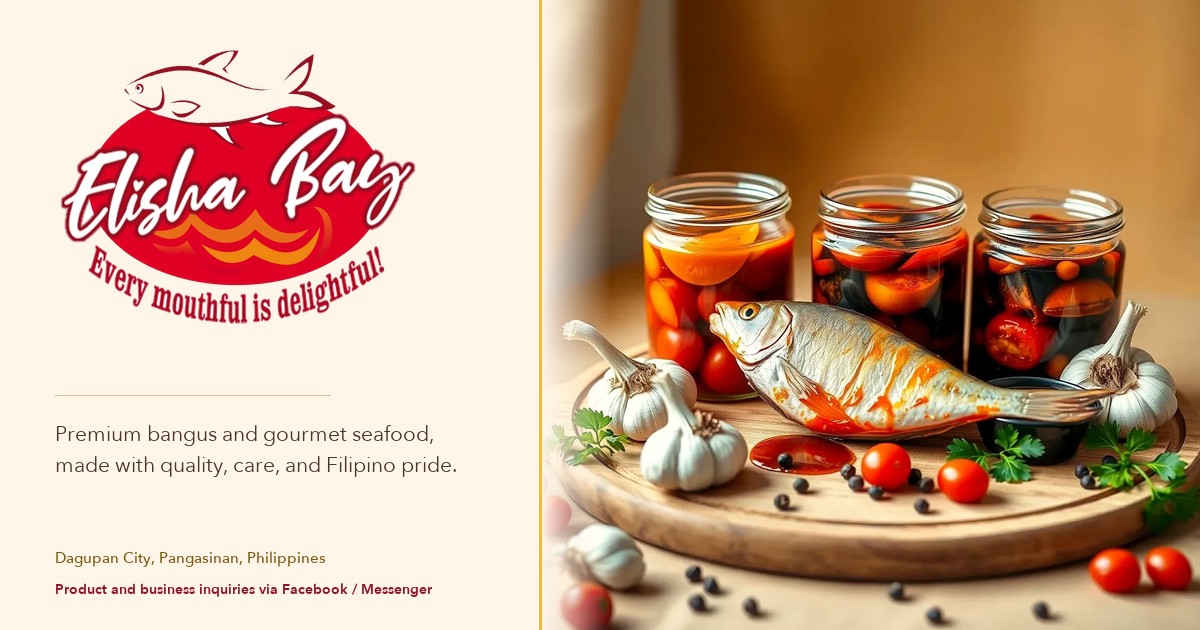 Elisha Bay
Every mouthful is delightful!
Premium bangus and gourmet seafood,
made with quality, care, and Filipino pride.
Dagupan City, Pangasinan, Philippines
Product and business inquiries via Facebook / Messenger